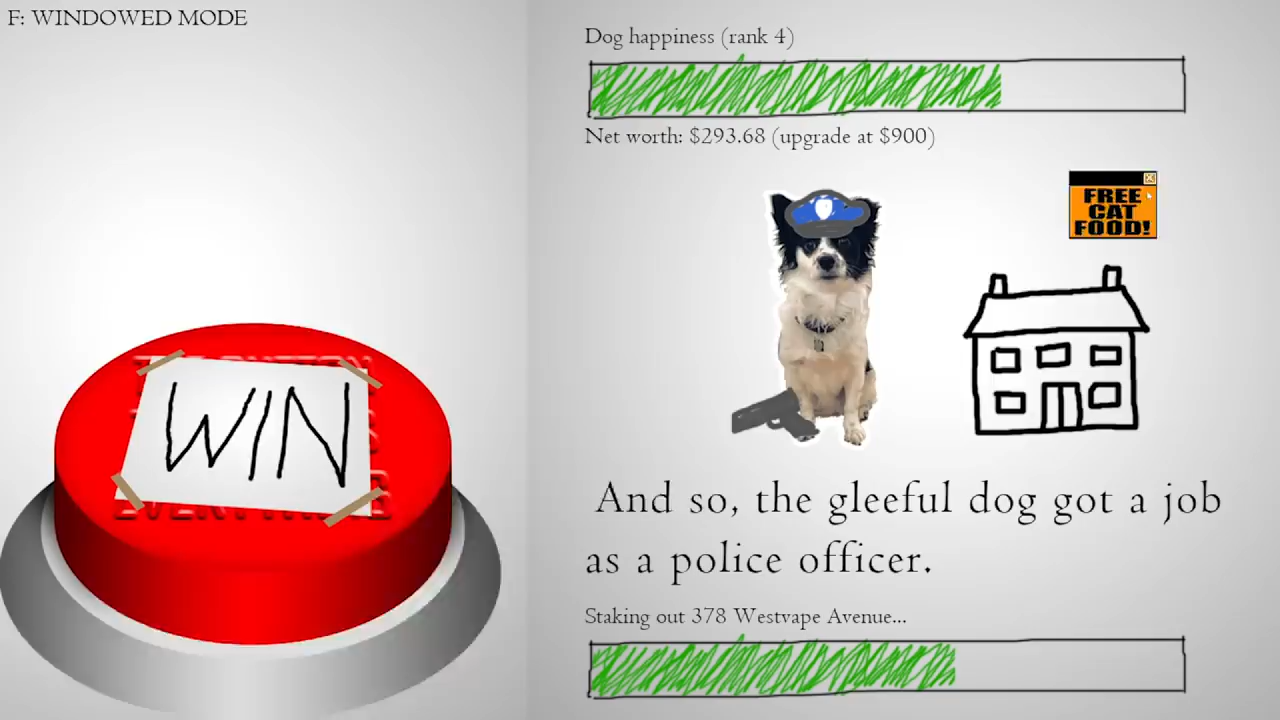 F: WINDOWED MODE
Dog happiness (rank 4)
Net worth: $293.68 (upgrade at $900)
FREE
CAT
FOOD!
WIN
And so, the gleeful dog got a job
as a police officer.
Staking out 378 Westvape Avenue...